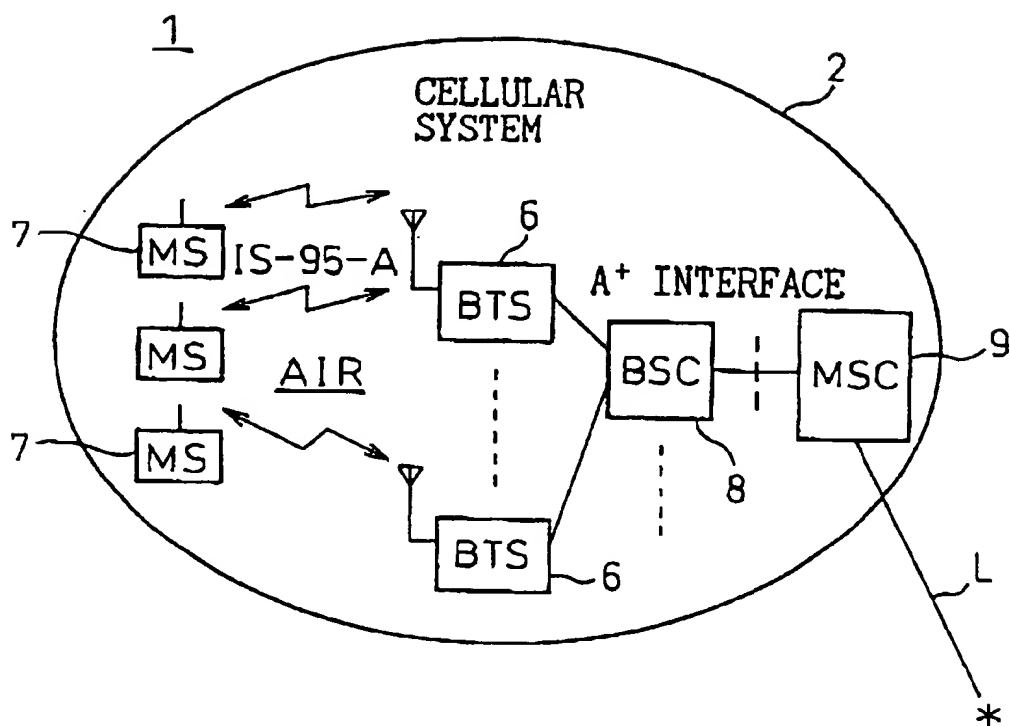 1
2
CELLULAR
SYSTEM
7
MS
IS-95-A
6
BTS
A+ INTERFACE
MS
AIR
BSC
MSC
9
7
MS
8
BTS
6
L
*